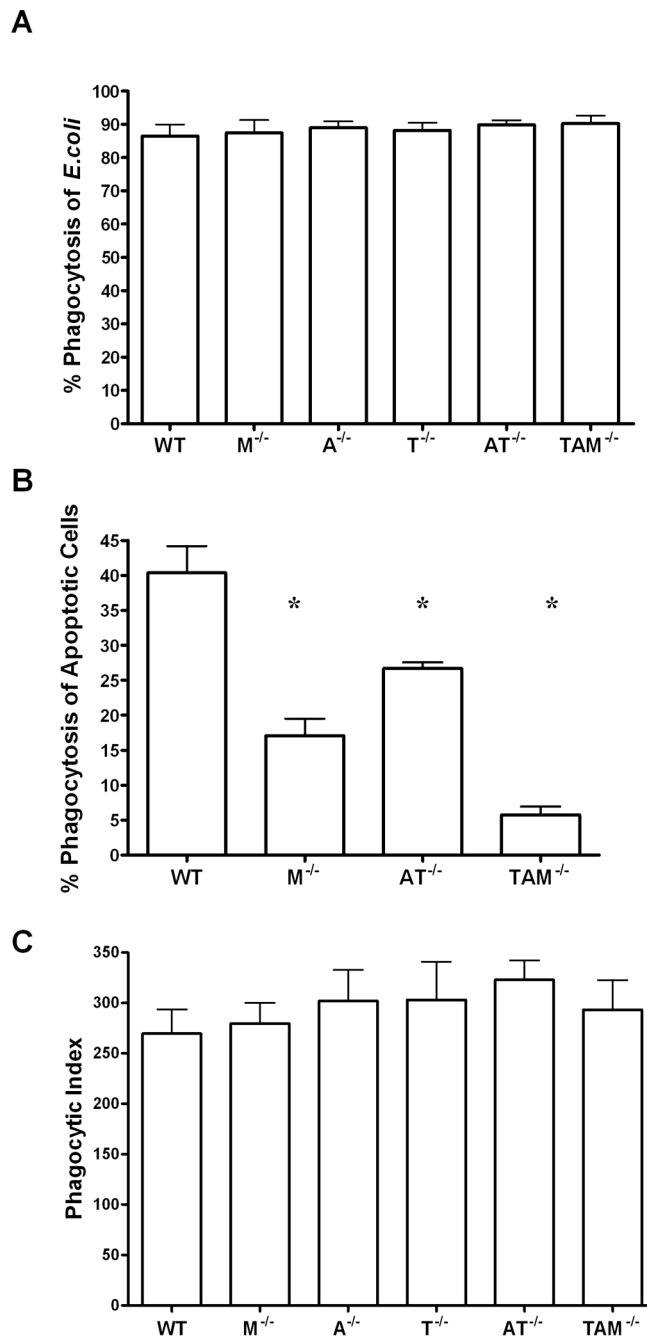 A
% Phagocytosis of E.coli
100
90
80
70
60
50
40
30
20
10
0
WT M-/- A-/- T-/- AT-/- TAM-/-
B
% Phagocytosis of Apoptotic Cells
45
40
35
30
25
20
15
10
5
0
* * *
WT M-/- AT-/- TAM-/-
C
Phagocytic Index
350
300
250
200
150
100
50
0
WT M-/- A-/- T-/- AT-/- TAM-/-